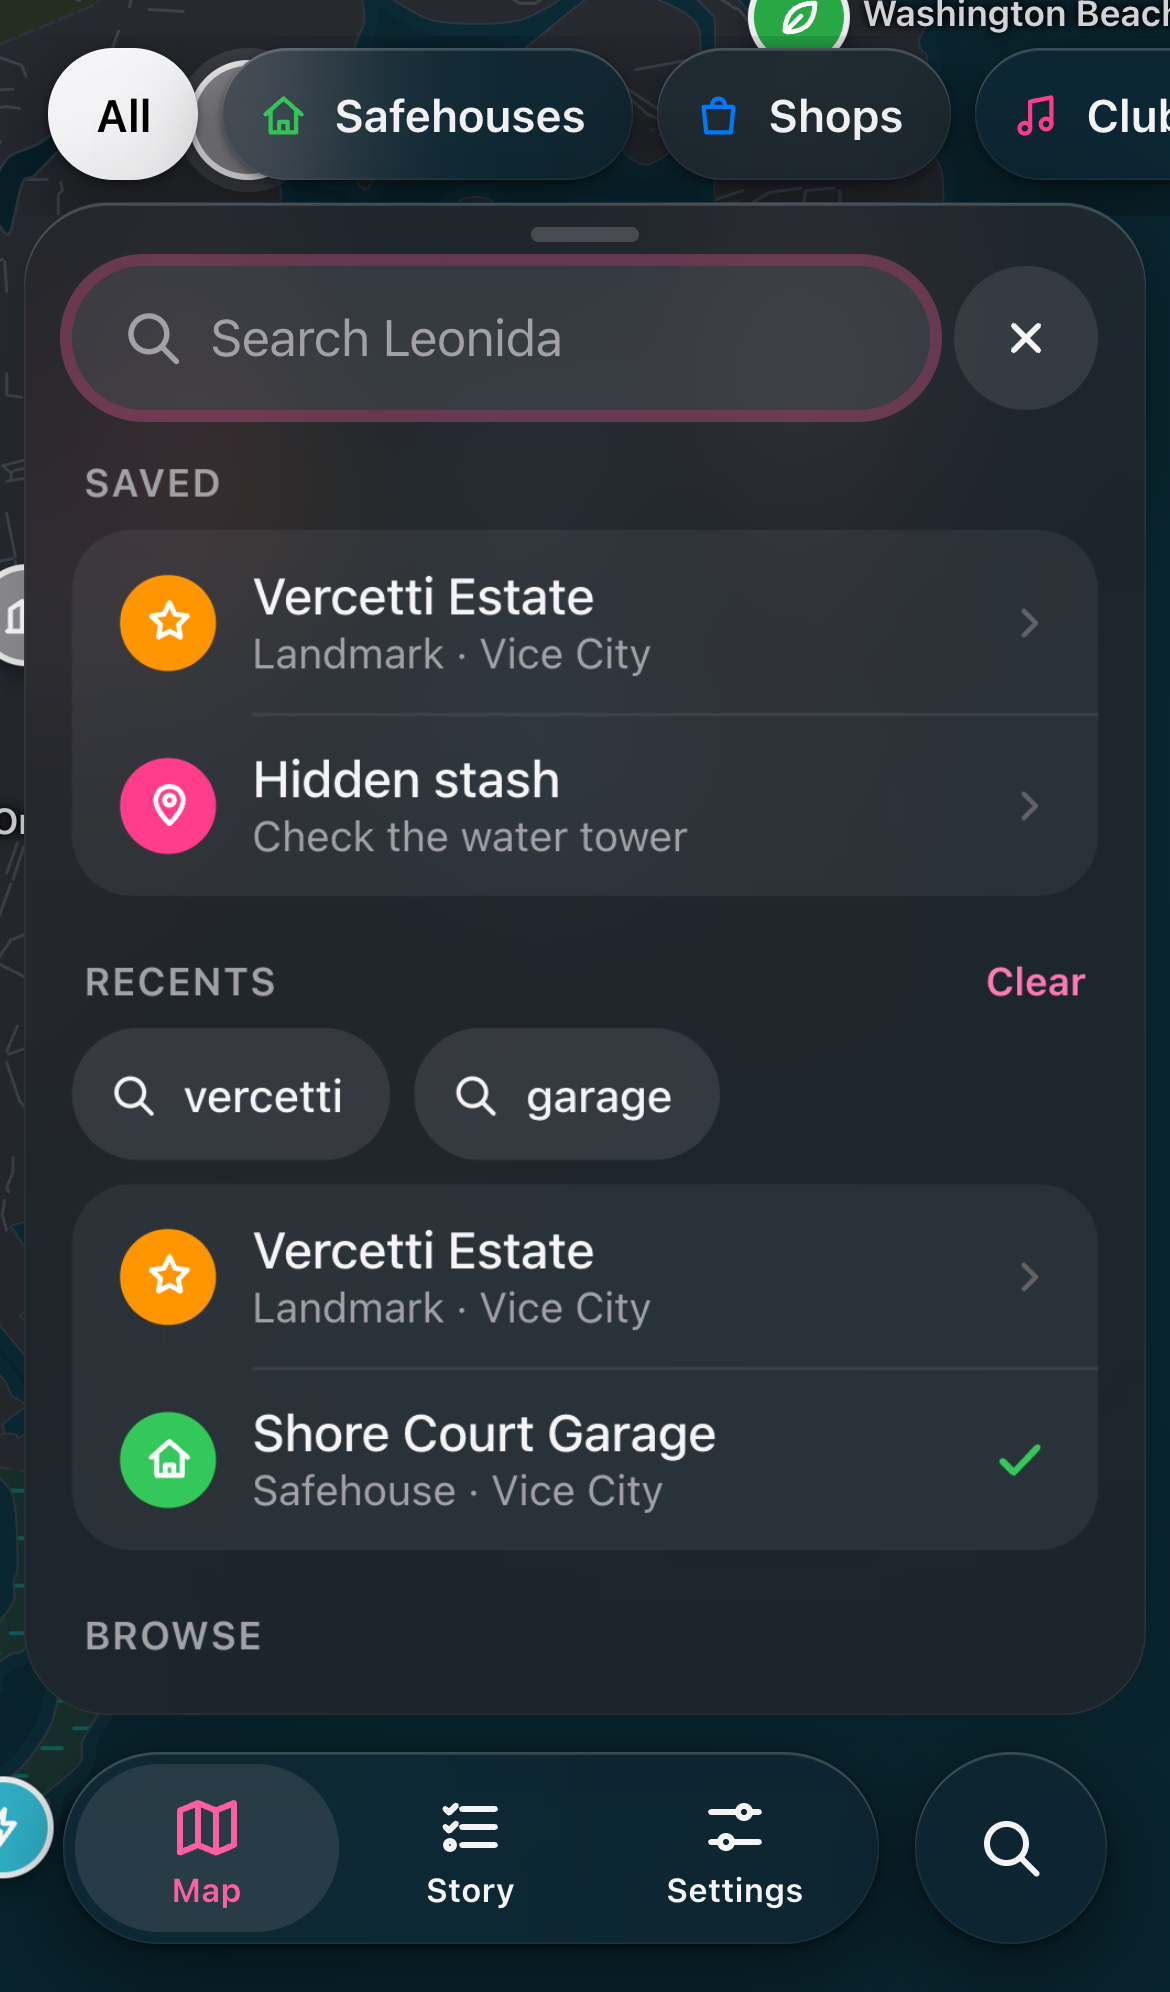 Washington Beach
All
Safehouses
Shops
Club
Search Leonida
SAVED
Vercetti Estate
Landmark · Vice City
Hidden stash
Check the water tower
RECENTS
Clear
vercetti
garage
Vercetti Estate
Landmark · Vice City
Shore Court Garage
Safehouse · Vice City
BROWSE
Map
Story
Settings